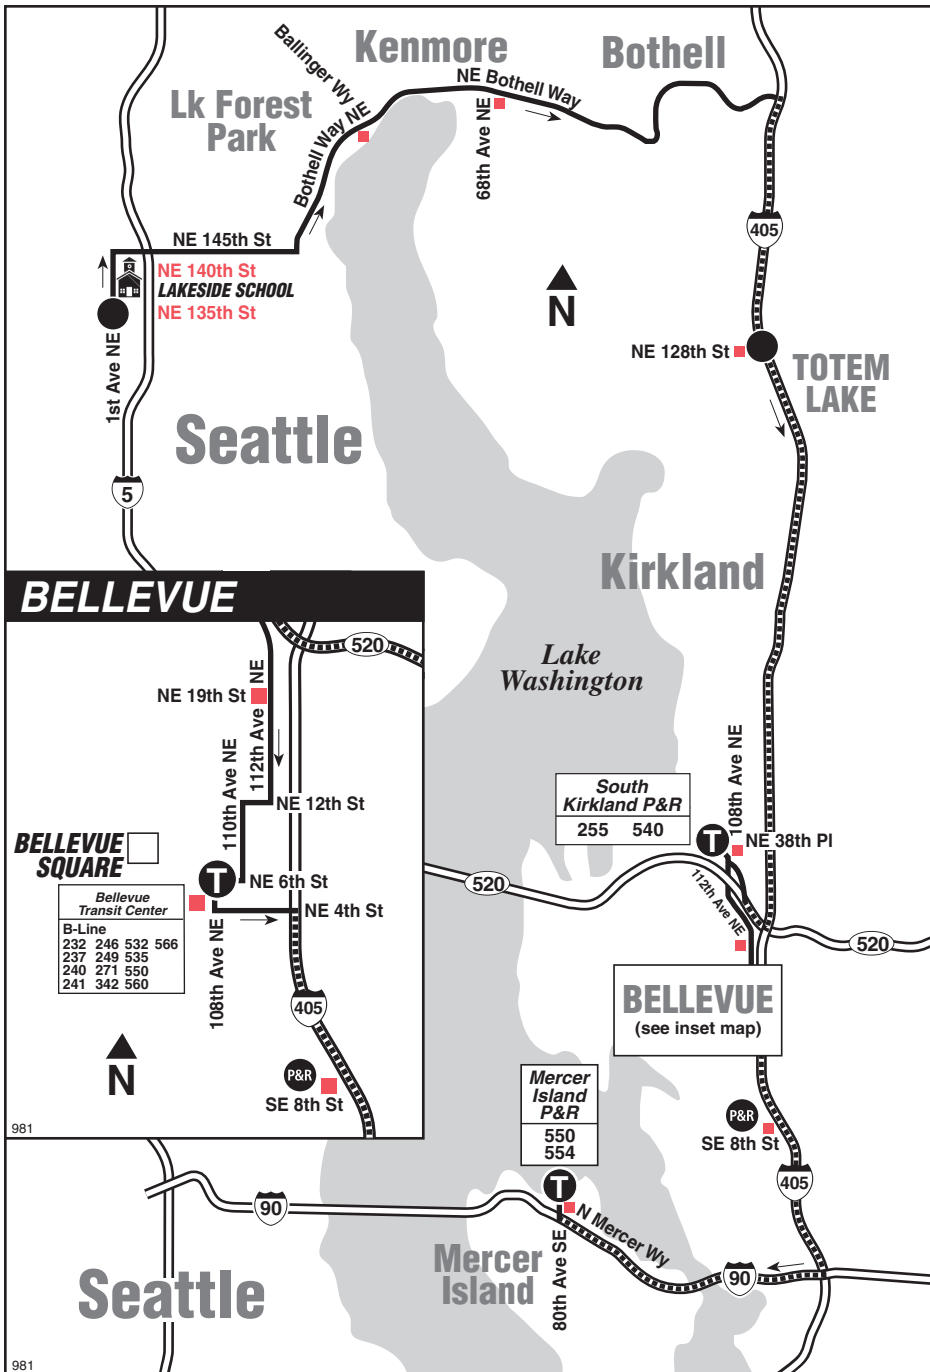 Kenmore
Bothell
Ballinger Wy
NE Bothell Way
Lk Forest
Park
Bothell Way NE
68th Ave NE
405
NE 145th St
NE 140th St
LAKESIDE SCHOOL
NE 135th St
1st Ave NE
N
NE 128th St
TOTEM
LAKE
Seattle
5
Kirkland
BELLEVUE
520
NE 19th St
112th Ave NE
110th Ave NE
NE 12th St
BELLEVUE
SQUARE
T
NE 6th St
NE 4th St
Bellevue
Transit Center
B-Line
232 246 532 566
237 249 535
240 271 550
241 342 560
108th Ave NE
405
N
P&R
SE 8th St
981
Lake
Washington
South
Kirkland P&R
255 540
108th Ave NE
T
NE 38th Pl
112th Ave NE
520
520
BELLEVUE
(see inset map)
Mercer
Island
P&R
550
554
P&R
SE 8th St
405
T
90
N Mercer Wy
80th Ave SE
Mercer
Island
90
Seattle
981